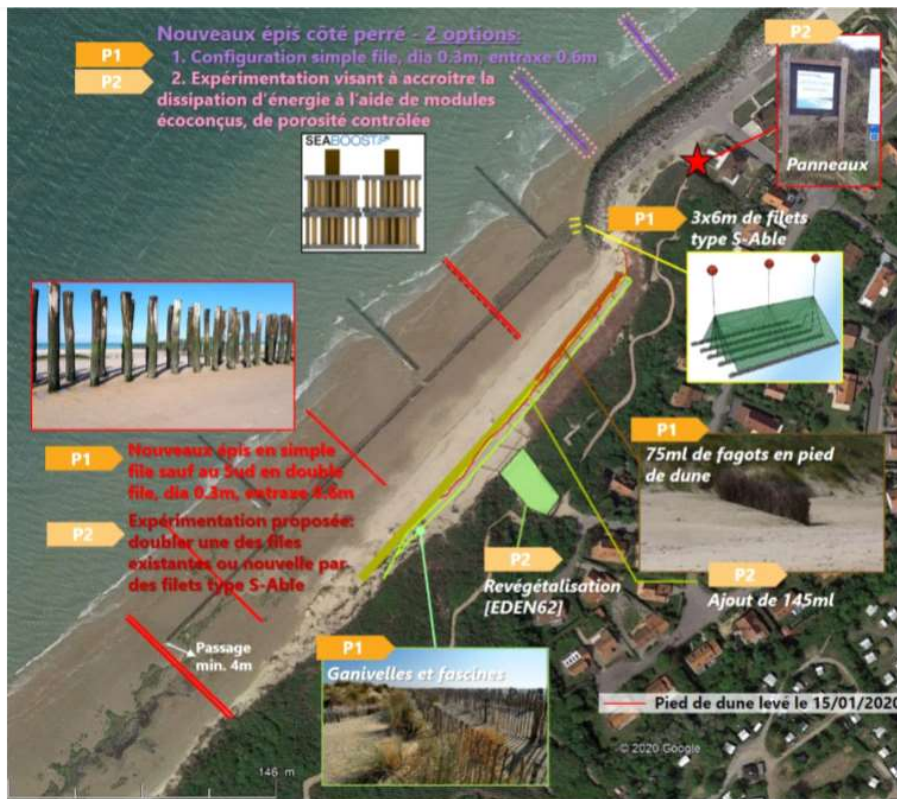 Nouveaux épis côté perré - 2 options:
P1
1. Configuration simple file, dia 0.3m, entraxe 0.6m
P2
2. Expérimentation visant à accroitre la
dissipation d'énergie à l'aide de modules
écoconçus, de porosité contrôlée
SEABOOST
P2
Panneaux
P1
3x6m de filets
type S-Able
P1
Nouveaux épis en simple
file sauf au Sud en double
file, dia 0.3m, entraxe 0.6m
P2
Expérimentation proposée:
doubler une des files
existantes ou nouvelle par
des filets type S-Able
P1
75ml de fagots en pied
de dune
P2
Revégétalisation
[EDEN62]
P2
Ajout de 145ml
Passage
min. 4m
P1
Ganivelles et fascines
Pied de dune levé le 15/01/2020
© 2020 Google
146 m